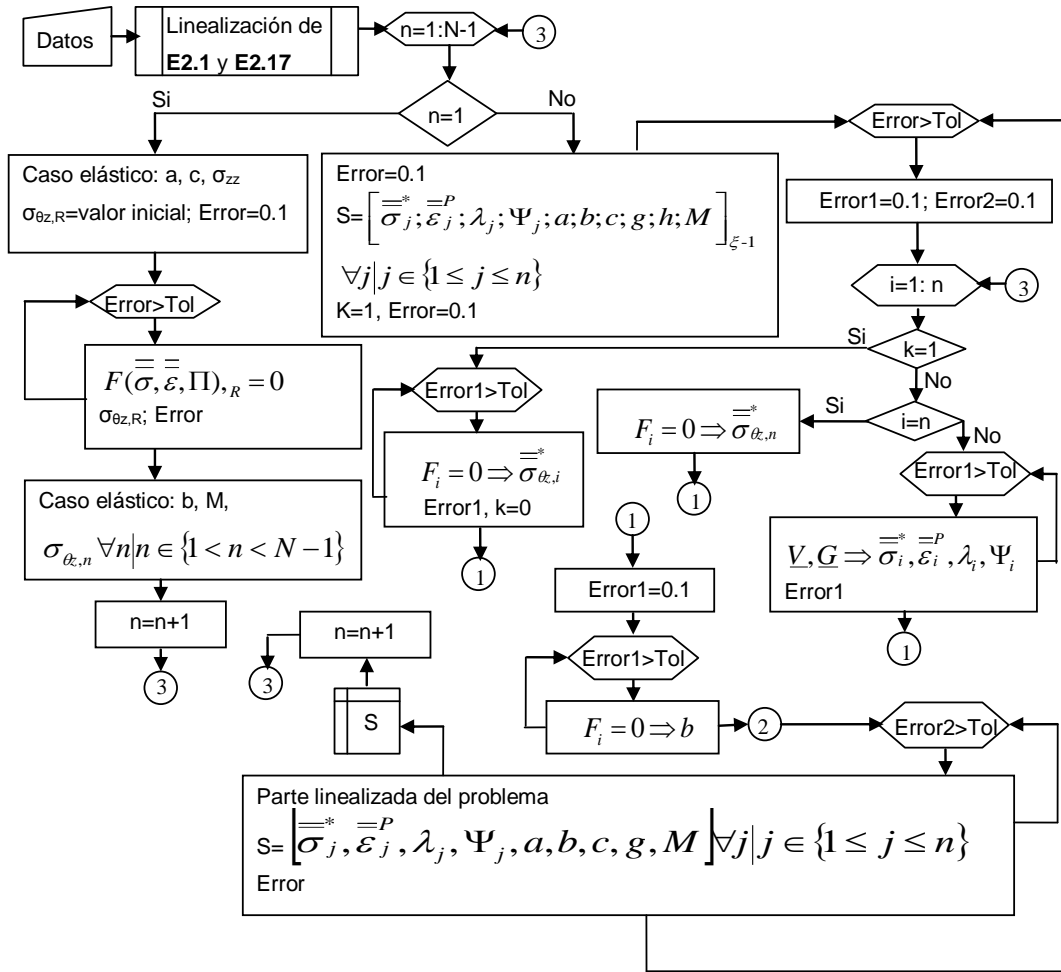 Datos
Linealización de
E2.1 y E2.17
n=1:N-1
3
Si
n=1
No
Caso elástico: a, c, σzz
σθz,R=valor inicial; Error=0.1
Error>Tol
F(σ̿, ε̿, Π),R = 0
σθz,R; Error
Caso elástico: b, M,
σθz,n ∀n|n ∈ {1 < n < N − 1}
n=n+1
3
Error=0.1
S=[σ̿*j; ε̿Pj; λj; Ψj; a; b; c; g; h; M]ξ-1
∀j|j ∈ {1 ≤ j ≤ n}
K=1, Error=0.1
Error>Tol
Error1=0.1; Error2=0.1
i=1: n
3
Si
k=1
No
Error1>Tol
Fi = 0 ⇒ σ̿*θz,i
Error1, k=0
1
Si
i=n
No
Fi = 0 ⇒ σ̿*θz,n
1
Error1>Tol
V, G ⇒ σ̿*i, ε̿Pi, λi, Ψi
Error1
1
1
Error1=0.1
Error1>Tol
Fi = 0 ⇒ b
2
Error2>Tol
n=n+1
3
S
Parte linealizada del problema
S=[σ̿*j, ε̿Pj, λj, Ψj, a, b, c, g, M]∀j|j ∈ {1 ≤ j ≤ n}
Error